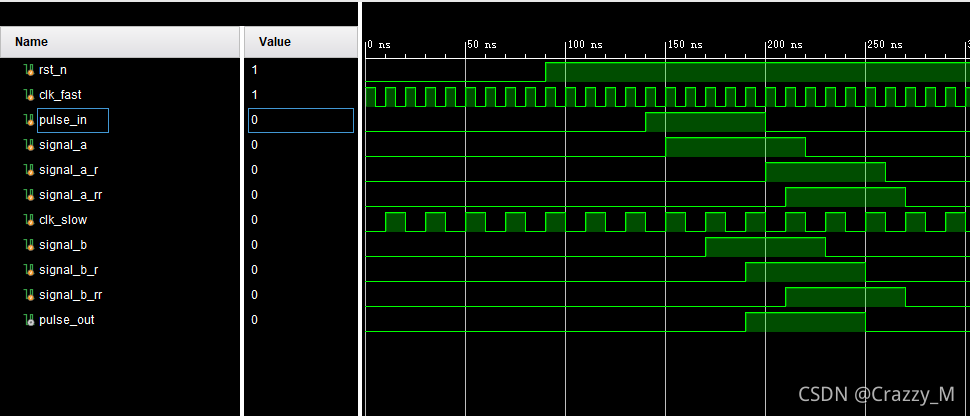 Name Value
0 ns 50 ns 100 ns 150 ns 200 ns 250 ns 3
rst_n 1
clk_fast 1
pulse_in 0
signal_a 0
signal_a_r 0
signal_a_rr 0
clk_slow 0
signal_b 0
signal_b_r 0
signal_b_rr 0
pulse_out 0
CSDN @Crazzy_M